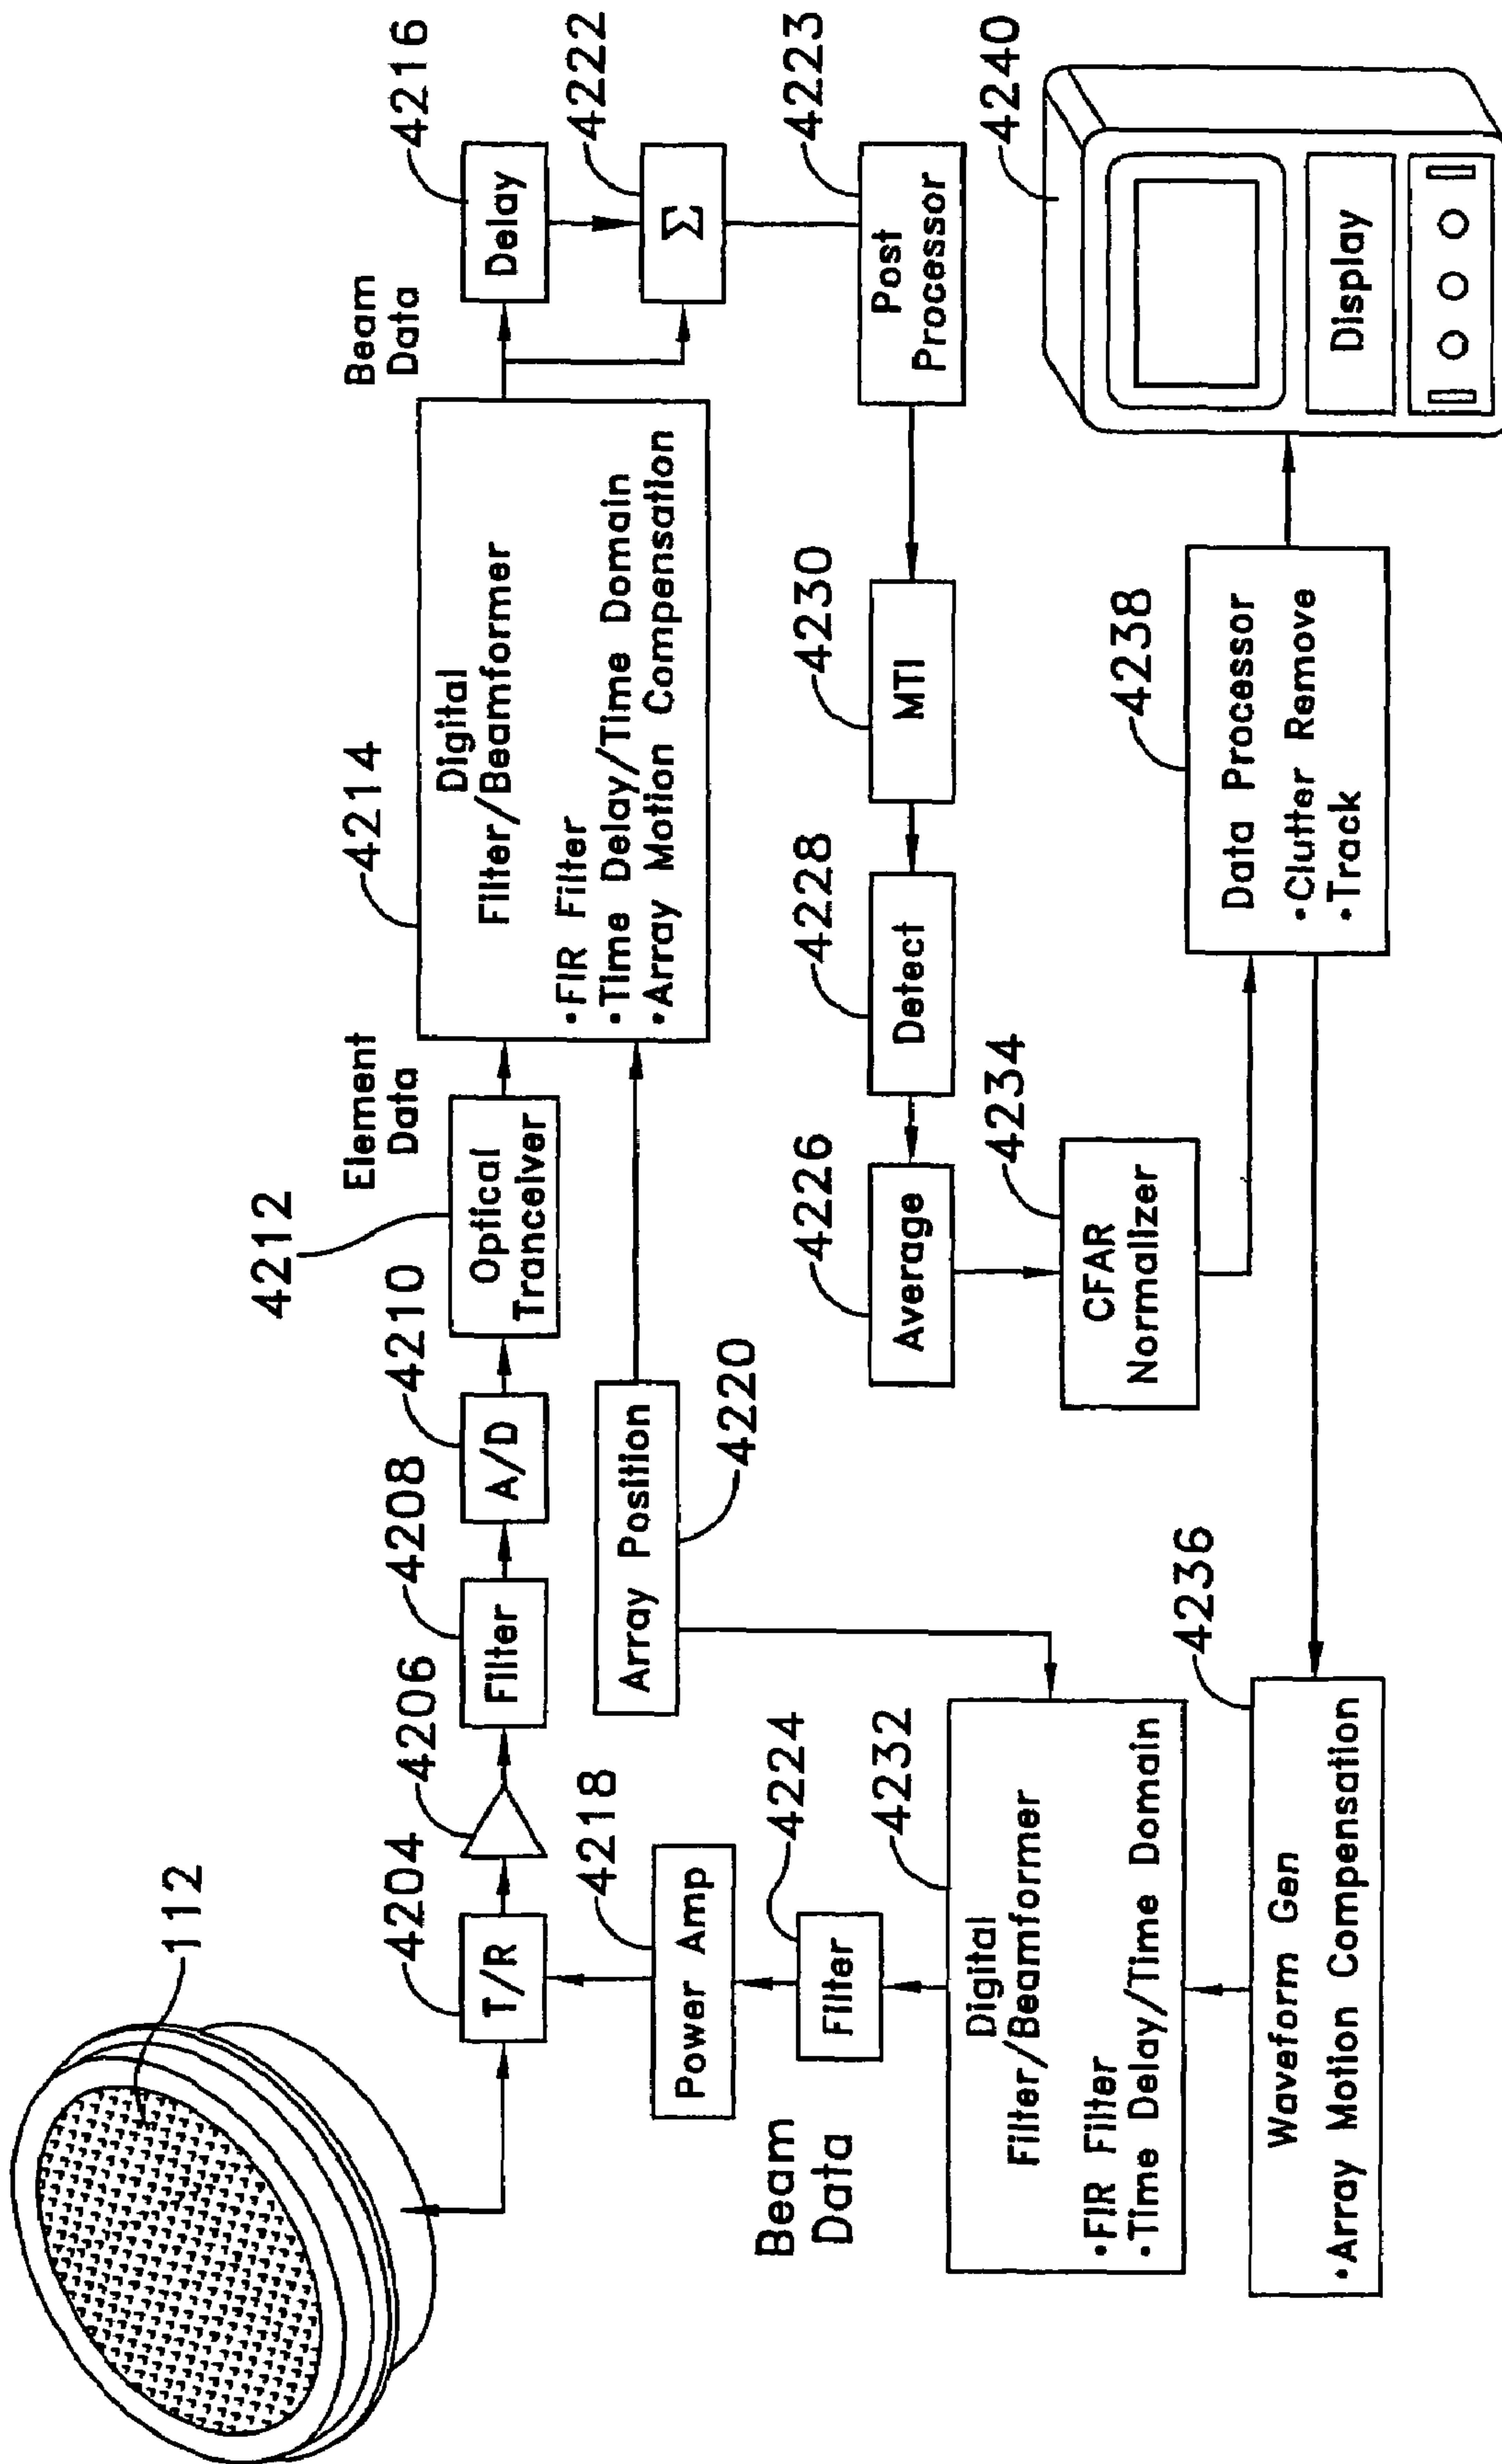 112
4204
T/R
4206
4208
Filter
4210
A/D
4212
Optical
Tranceiver
Element
Data
4214
Digital
Filter/Beamformer
•FIR Filter
•Time Delay/Time Domain
•Array Motion Compensation
Beam
Data
4216
Delay
4222
Σ
4218
Power Amp
Array Position
4220
4224
Filter
Beam
Data
4232
Digital
Filter/Beamformer
•FIR Filter
•Time Delay/Time Domain
4223
Post
Processor
4230
MTI
4228
Detect
4226
Average
4234
CFAR
Normalizer
4236
Waveform Gen
•Array Motion Compensation
4238
Data Processor
•Clutter Remove
•Track
4240
Display